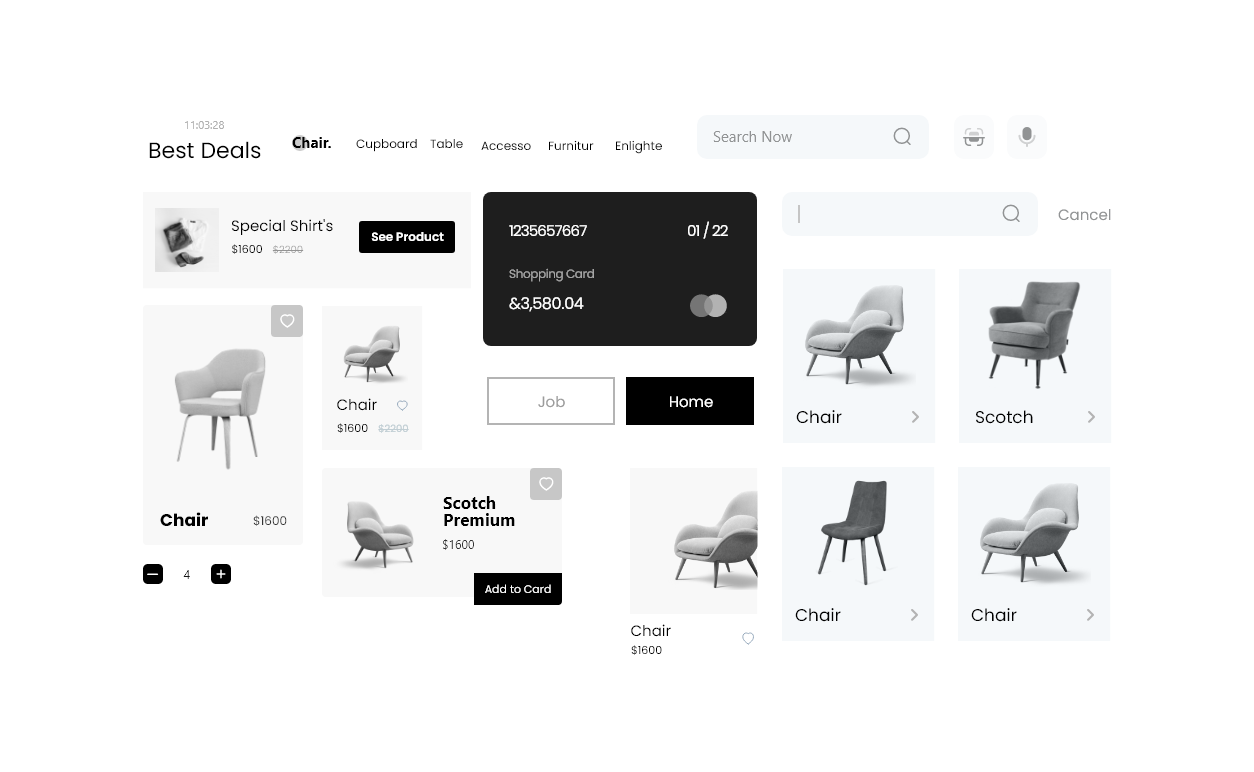 11:03:28
Best Deals
Chair.
Cupboard
Table
Accesso
Furnitur
Enlighte
Search Now
Special Shirt's
$1600
$2200
See Product
1235657667
01 / 22
Shopping Card
&3,580.04
Cancel
Chair
$1600
Chair
$1600
$2200
Job
Home
Chair
Scotch
Scotch
Premium
$1600
Add to Card
4
Chair
$1600
Chair
Chair